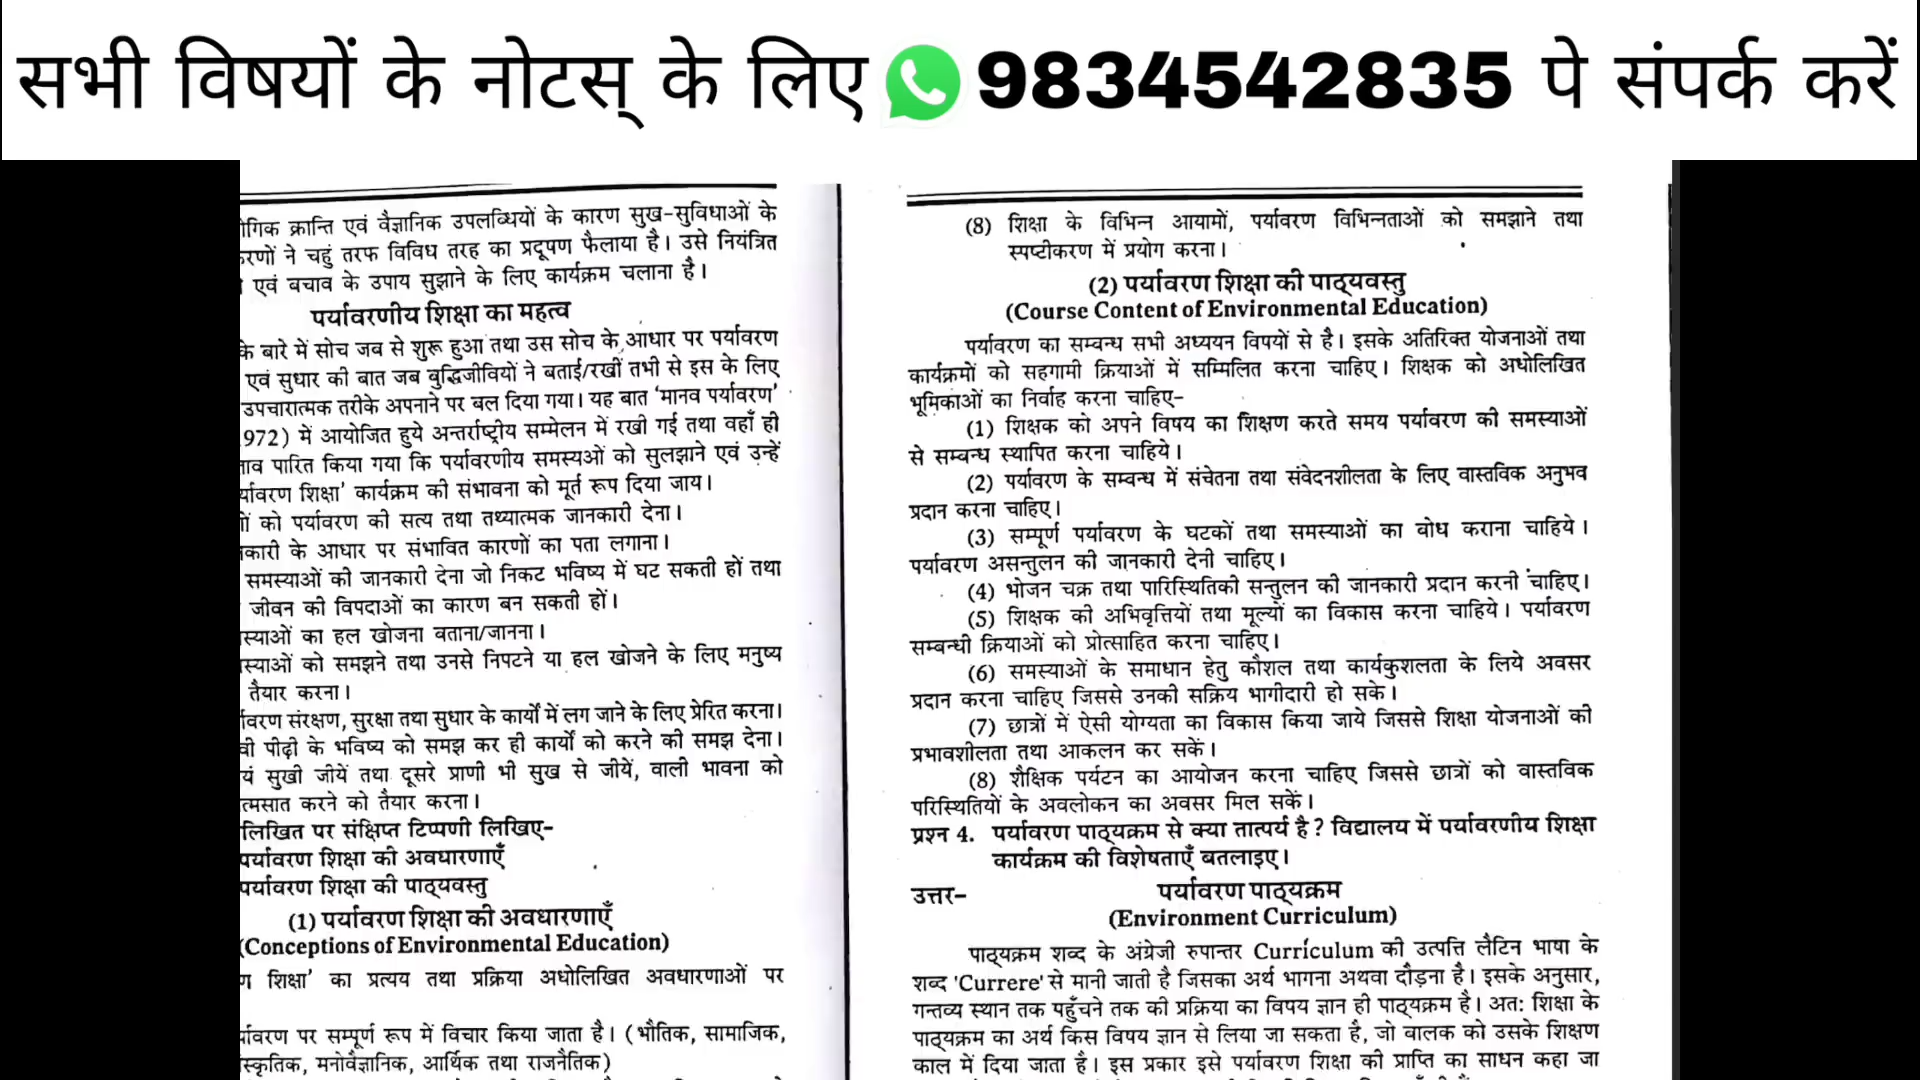 सभी विषयों के नोटस् के लिए 9834542835 पे संपर्क करें
क्रान्ति एवं वैज्ञानिक उपलब्धियों के कारण सुख-सुविधाओं के
ने चहुं तरफ विविध तरह का प्रदूषण फैलाया है। उसे नियंत्रित
एवं बचाव के उपाय सुझाने के लिए कार्यक्रम चलाना है।
पर्यावरणीय शिक्षा का महत्व
के बारे में सोच जब से शुरू हुआ तथा उस सोच के आधार पर पर्यावरण
एवं सुधार की बात जब बुद्धिजीवियों ने बताई/रखीं तभी से इस के लिए
उपचारात्मक तरीके अपनाने पर बल दिया गया। यह बात 'मानव पर्यावरण'
972) में आयोजित हुये अन्तर्राष्ट्रीय सम्मेलन में रखी गई तथा वहाँ ही
पारित किया गया कि पर्यावरणीय समस्यओं को सुलझाने एवं उन्हें
शिक्षा' कार्यक्रम की संभावना को मूर्त रूप दिया जाय।
को पर्यावरण की सत्य तथा तथ्यात्मक जानकारी देना।
के आधार पर संभावित कारणों का पता लगाना।
समस्याओं की जानकारी देना जो निकट भविष्य में घट सकती हों तथा
जीवन की विपदाओं का कारण बन सकती हों।
का हल खोजना बताना/जानना।
को समझने तथा उनसे निपटने या हल खोजने के लिए मनुष्य
तैयार करना।
संरक्षण, सुरक्षा तथा सुधार के कार्यों में लग जाने के लिए प्रेरित करना।
पीढ़ी के भविष्य को समझ कर ही कार्यों को करने की समझ देना।
सुखी जीयें तथा दूसरे प्राणी भी सुख से जीयें, वाली भावना को
करने को तैयार करना।
लिखित पर संक्षिप्त टिप्पणी लिखिए-
पर्यावरण शिक्षा की अवधारणाएँ
पर्यावरण शिक्षा की पाठ्यवस्तु
(1) पर्यावरण शिक्षा की अवधारणाएँ
(Conceptions of Environmental Education)
शिक्षा' का प्रत्यय तथा प्रक्रिया अधोलिखित अवधारणाओं पर
पर सम्पूर्ण रूप में विचार किया जाता है। (भौतिक, सामाजिक,
मनोवैज्ञानिक, आर्थिक तथा राजनैतिक)
(8) शिक्षा के विभिन्न आयामों, पर्यावरण विभिन्नताओं को समझाने तथा
स्पष्टीकरण में प्रयोग करना।
(2) पर्यावरण शिक्षा की पाठ्यवस्तु
(Course Content of Environmental Education)
पर्यावरण का सम्बन्ध सभी अध्ययन विषयों से है। इसके अतिरिक्त योजनाओं तथा
कार्यक्रमों को सहगामी क्रियाओं में सम्मिलित करना चाहिए। शिक्षक को अधोलिखित
भूमिकाओं का निर्वाह करना चाहिए-
(1) शिक्षक को अपने विषय का शिक्षण करते समय पर्यावरण की समस्याओं
से सम्बन्ध स्थापित करना चाहिये।
(2) पर्यावरण के सम्वन्ध में संचेतना तथा संवेदनशीलता के लिए वास्तविक अनुभव
प्रदान करना चाहिए।
(3) सम्पूर्ण पर्यावरण के घटकों तथा समस्याओं का बोध कराना चाहिये।
पर्यावरण असन्तुलन की जानकारी देनी चाहिए।
(4) भोजन चक्र तथा पारिस्थितिकी सन्तुलन की जानकारी प्रदान करनी चाहिए।
(5) शिक्षक की अभिवृत्तियों तथा मूल्यों का विकास करना चाहिये। पर्यावरण
सम्बन्धी क्रियाओं को प्रोत्साहित करना चाहिए।
(6) समस्याओं के समाधान हेतु कौशल तथा कार्यकुशलता के लिये अवसर
प्रदान करना चाहिए जिससे उनकी सक्रिय भागीदारी हो सके।
(7) छात्रों में ऐसी योग्यता का विकास किया जाये जिससे शिक्षा योजनाओं की
प्रभावशीलता तथा आकलन कर सकें।
(8) शैक्षिक पर्यटन का आयोजन करना चाहिए जिससे छात्रों को वास्तविक
परिस्थितियों के अवलोकन का अवसर मिल सकें।
प्रश्न 4. पर्यावरण पाठ्यक्रम से क्या तात्पर्य है ? विद्यालय में पर्यावरणीय शिक्षा
कार्यक्रम की विशेषताएँ बतलाइए।
उत्तर- पर्यावरण पाठ्यक्रम
(Environment Curriculum)
पाठ्यक्रम शब्द के अंग्रेजी रुपान्तर Curriculum की उत्पत्ति लैटिन भाषा के
शब्द 'Currere' से मानी जाती है जिसका अर्थ भागना अथवा दौड़ना है। इसके अनुसार,
गन्तव्य स्थान तक पहुँचने तक की प्रक्रिया का विषय ज्ञान ही पाठ्यक्रम है। अत: शिक्षा के
पाठ्यक्रम का अर्थ किस विषय ज्ञान से लिया जा सकता है, जो वालक को उसके शिक्षण
काल में दिया जाता है। इस प्रकार इसे पर्यावरण शिक्षा की प्राप्ति का साधन कहा जा